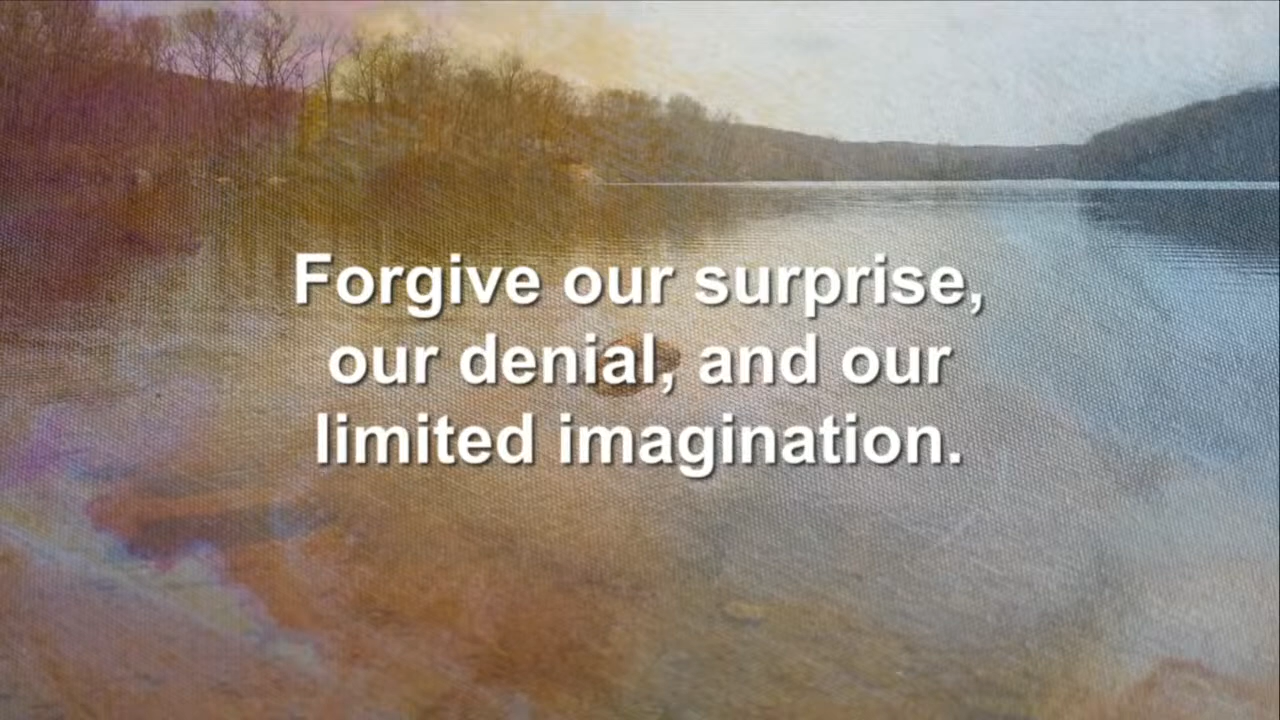 Forgive our surprise,
our denial, and our
limited imagination.